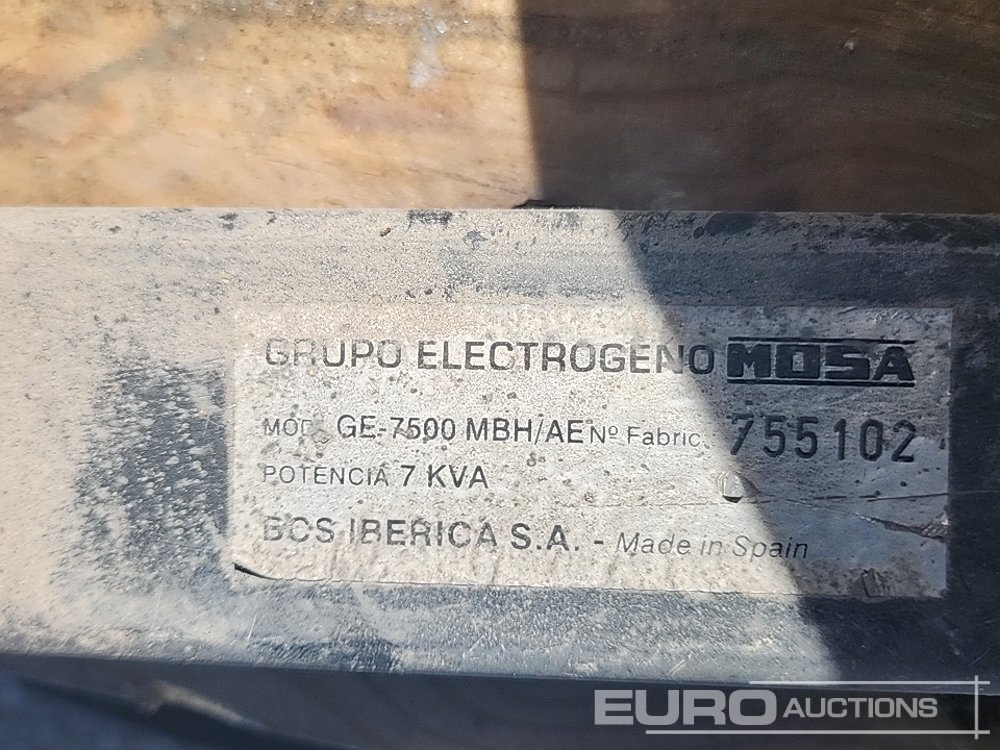 GRUPO ELECTROGENO MOSA
MOD. GE-7500 MBH/AE Nº Fabric. 755102
POTENCIA 7 KVA
BCS IBERICA S.A. - Made in Spain
EURO AUCTIONS